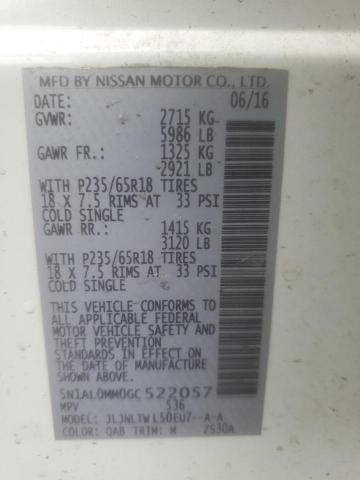 MFD BY NISSAN MOTOR CO., LTD.
DATE: 06/16
GVWR: 2715 KG
5986 LB
GAWR FR.: 1325 KG
2921 LB
WITH P235/65R18 TIRES
18 X 7.5 RIMS AT 33 PSI
COLD SINGLE
GAWR RR.: 1415 KG
3120 LB
WITH P235/65R18 TIRES
18 X 7.5 RIMS AT 33 PSI
COLD SINGLE
THIS VEHICLE CONFORMS TO
ALL APPLICABLE FEDERAL
MOTOR VEHICLE SAFETY
AND THEFT PREVENTION
STANDARDS IN EFFECT ON
THE DATE OF MANUFACTURE
SHOWN ABOVE.
5N1AL0MM0GC522057
MPV 536
MODEL: JLJNLTWL50EU7--A-A
COLOR: QAB TRIM: M ZS30A